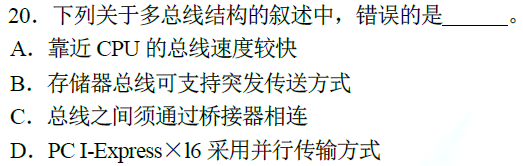 20．下列关于多总线结构的叙述中，错误的是______。
A．靠近 CPU 的总线速度较快
B．存储器总线可支持突发传送方式
C．总线之间须通过桥接器相连
D．PC I-Express×l6 采用并行传输方式